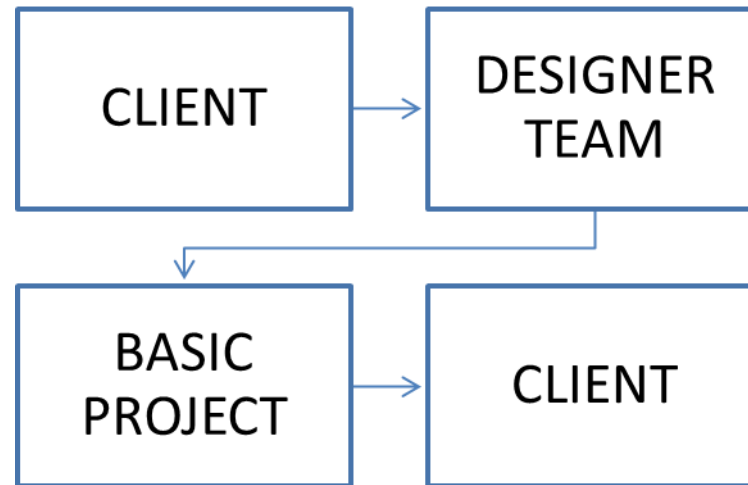 CLIENT
DESIGNER
TEAM
BASIC
PROJECT
CLIENT